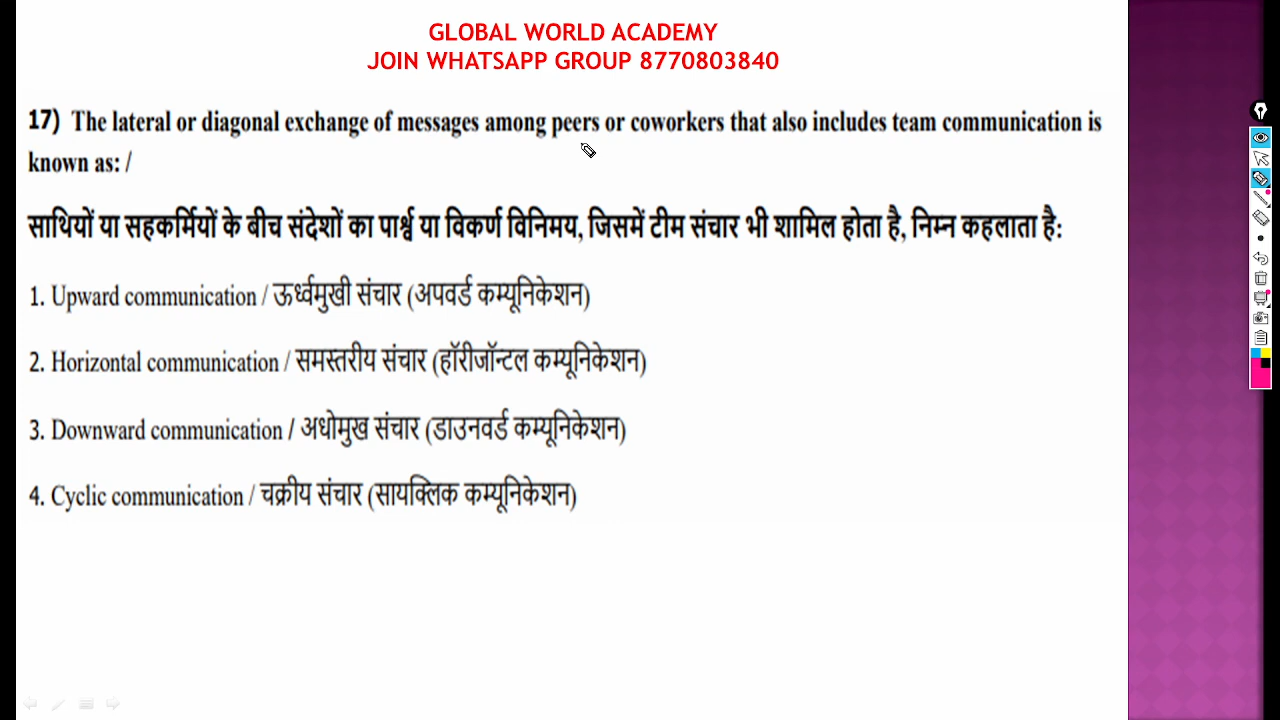 GLOBAL WORLD ACADEMY
JOIN WHATSAPP GROUP 8770803840
17) The lateral or diagonal exchange of messages among peers or coworkers that also includes team communication is
known as: /
साथियों या सहकर्मियों के बीच संदेशों का पार्श्व या विकर्ण विनिमय, जिसमें टीम संचार भी शामिल होता है, निम्न कहलाता है:
1. Upward communication / ऊर्ध्वमुखी संचार (अपवर्ड कम्यूनिकेशन)
2. Horizontal communication / समस्तरीय संचार (हॉरीजॉन्टल कम्यूनिकेशन)
3. Downward communication / अधोमुख संचार (डाउनवर्ड कम्यूनिकेशन)
4. Cyclic communication / चक्रीय संचार (सायक्लिक कम्यूनिकेशन)